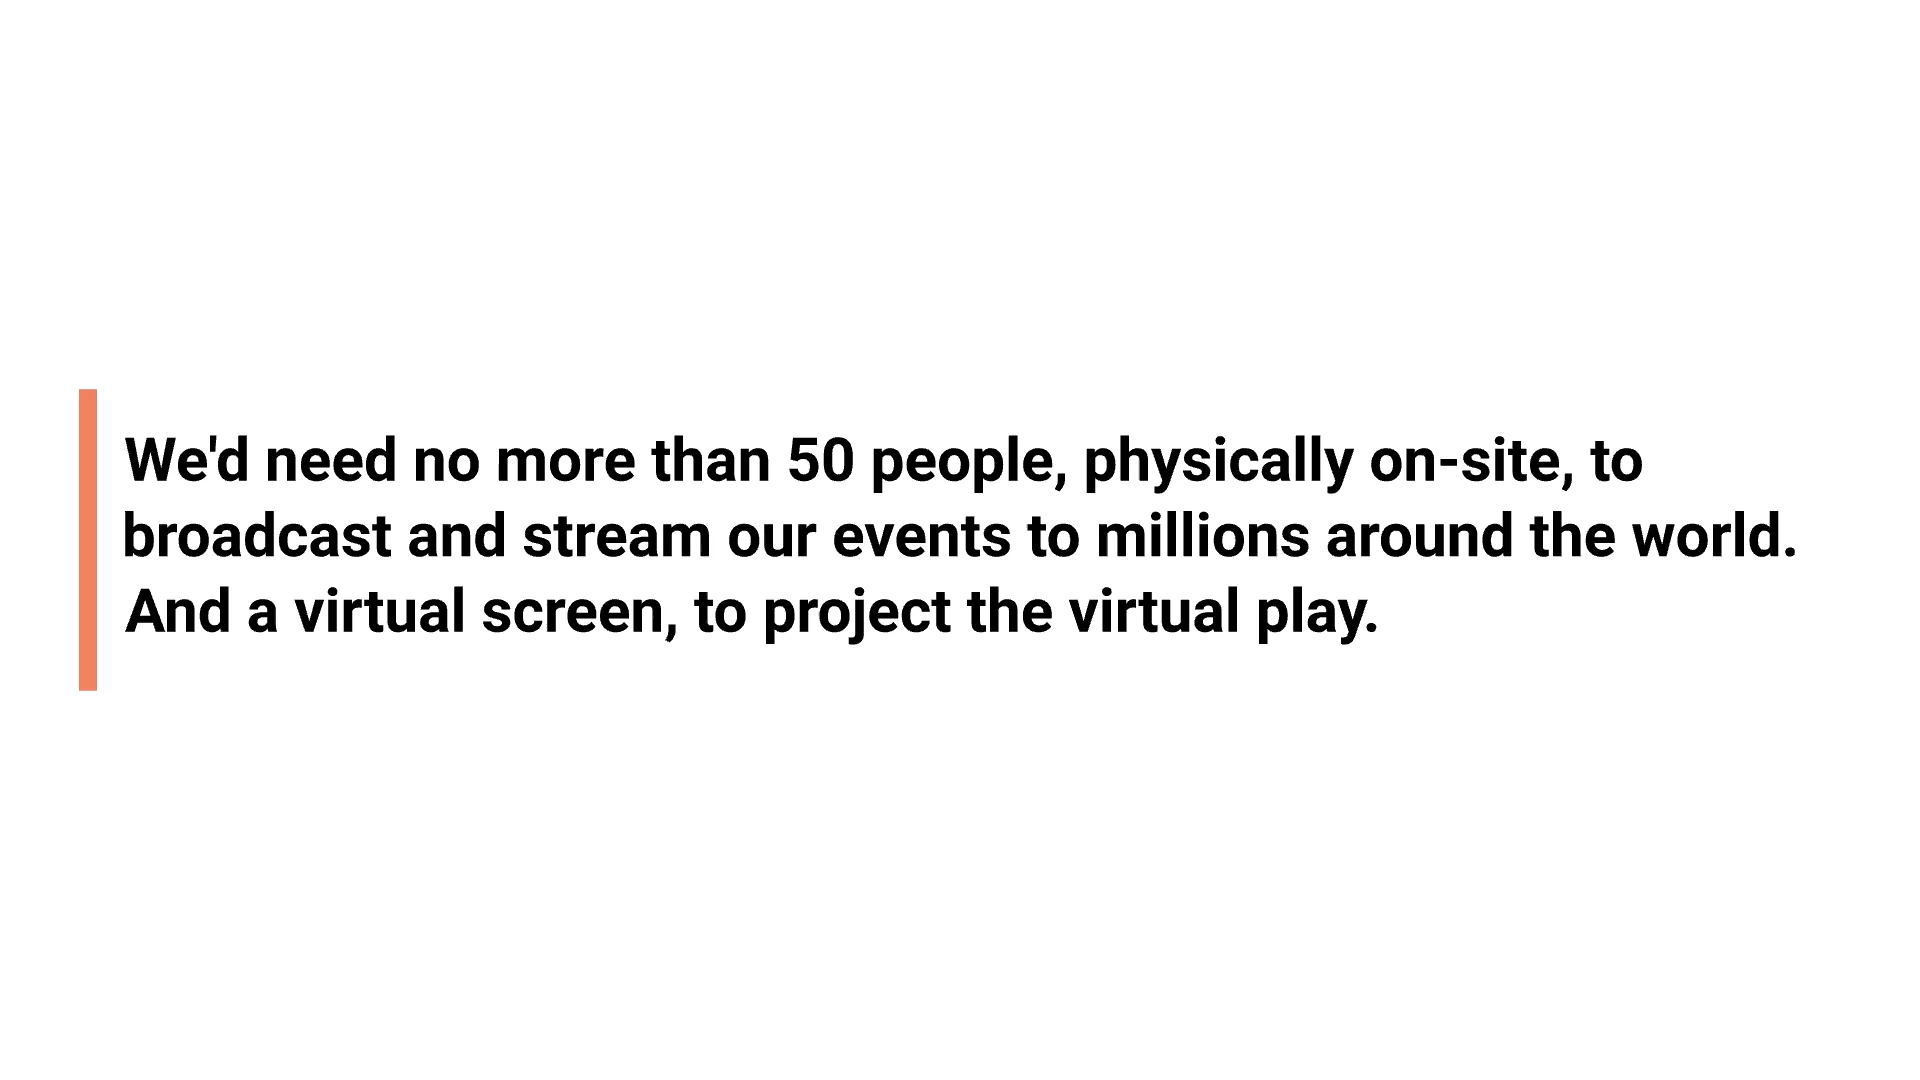 We'd need no more than 50 people, physically on-site, to
broadcast and stream our events to millions around the world.
And a virtual screen, to project the virtual play.